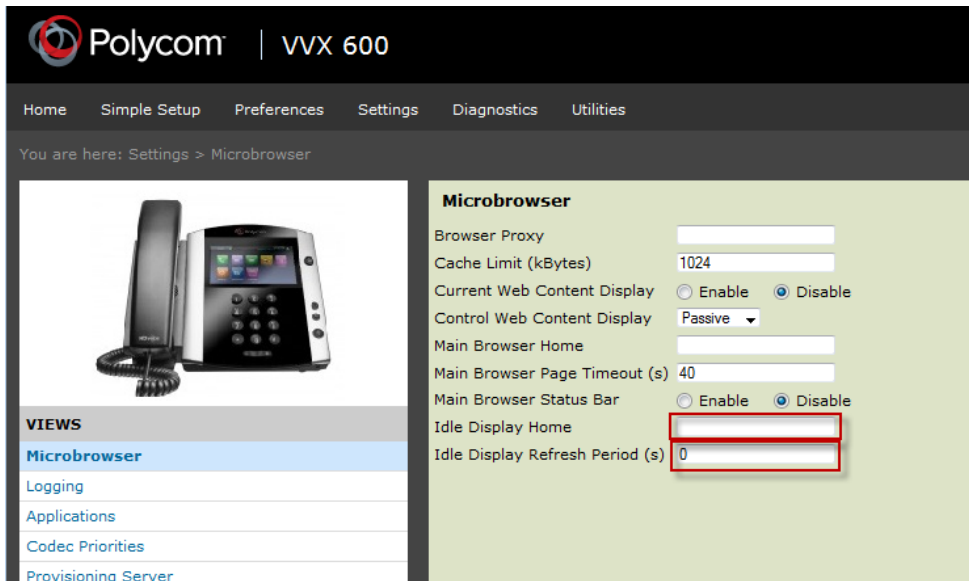 Polycom | VVX 600
Home Simple Setup Preferences Settings Diagnostics Utilities
You are here: Settings > Microbrowser
VIEWS
Microbrowser
Logging
Applications
Codec Priorities
Provisioning Server
Microbrowser
Browser Proxy
Cache Limit (kBytes) 1024
Current Web Content Display Enable Disable
Control Web Content Display Passive
Main Browser Home
Main Browser Page Timeout (s) 40
Main Browser Status Bar Enable Disable
Idle Display Home
Idle Display Refresh Period (s) 0